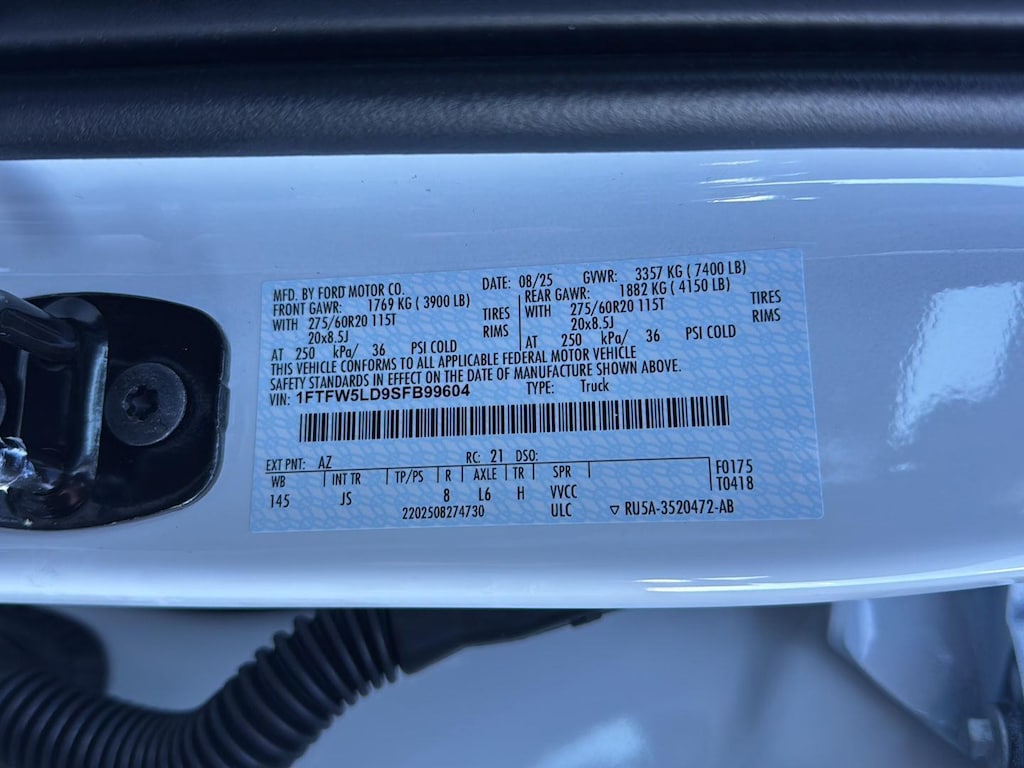 MFD. BY FORD MOTOR CO. DATE: 08/25 GVWR: 3357 KG ( 7400 LB)
FRONT GAWR: 1769 KG ( 3900 LB) REAR GAWR: 1882 KG ( 4150 LB)
WITH 275/60R20 115T TIRES 275/60R20 115T TIRES
20x8.5J RIMS 20x8.5J RIMS
AT 250 kPa/ 36 PSI COLD 250 kPa/ 36 PSI COLD
THIS VEHICLE CONFORMS TO ALL APPLICABLE FEDERAL MOTOR VEHICLE
SAFETY STANDARDS IN EFFECT ON THE DATE OF MANUFACTURE SHOWN ABOVE.
VIN: 1FTFW5LD9SFB99604 TYPE: Truck
EXT PNT: AZ RC: 21 DSO:
WB INT TR TP/PS R AXLE TR SPR F0175
145 JS 8 L6 H VVCC T0418
2202508274730 ULC ▽ RU5A-3520472-AB